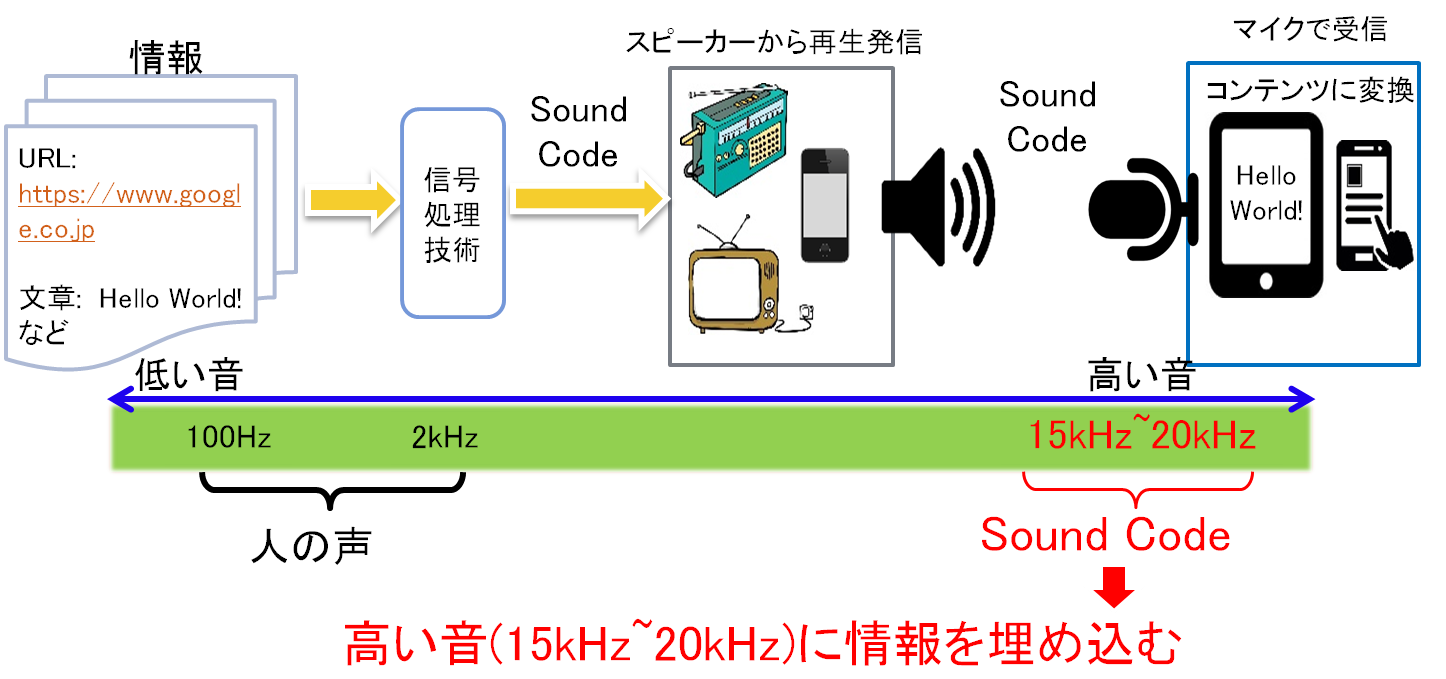 情報
URL:
https://www.googl
e.co.jp
文章: Hello World!
など
信号
処理
技術
Sound
Code
スピーカーから再生発信
Sound
Code
マイクで受信
コンテンツに変換
Hello
World!
低い音
高い音
100Hz
2kHz
15kHz~20kHz
人の声
Sound Code
高い音(15kHz~20kHz)に情報を埋め込む